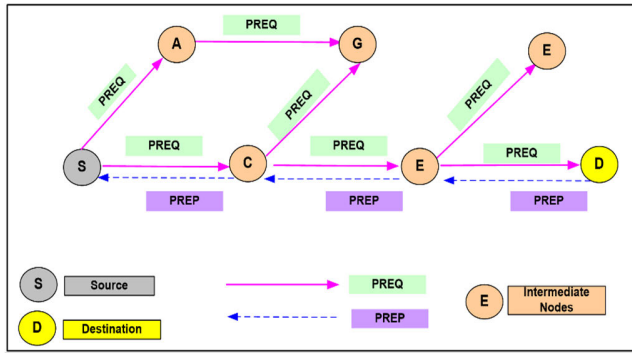 PREQ
A
G
E
PREQ
PREQ
PREQ
PREQ
PREQ
PREQ
S
C
E
D
PREP
PREP
PREP
S
Source
PREQ
E
Intermediate
Nodes
D
Destination
PREP